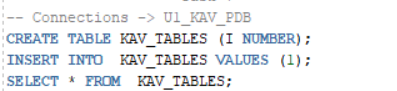 -- Connections -> U1_KAV_PDB
CREATE TABLE KAV_TABLES (I NUMBER);
INSERT INTO  KAV_TABLES VALUES (1);
SELECT * FROM  KAV_TABLES;